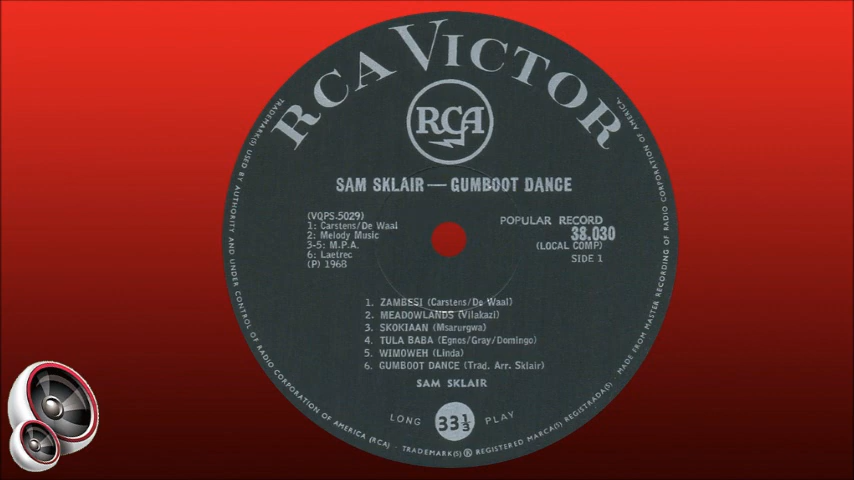 RCA VICTOR
RCA
SAM SKLAIR — GUMBOOT DANCE
(VQPS.5029)
1: Carstens/De Waal
2: Melody Music
3-5: M.P.A.
6: Laetrec
(P) 1968
POPULAR RECORD
38.030
(LOCAL COMP)
SIDE 1
1. ZAMBESI (Carstens/De Waal)
2. MEADOWLANDS (Vilakazi)
3. SKOKIAAN (Msarurgwa)
4. TULA BABA (Egnos/Gray/Domingo)
5. WIMOWEH (Linda)
6. GUMBOOT DANCE (Trad. Arr. Sklair)
SAM SKLAIR
LONG 33 1/3 PLAY
TRADEMARK(S) USED BY AUTHORITY AND UNDER CONTROL OF RADIO CORPORATION OF AMERICA (RCA) · TRADEMARK(S) ® REGISTERED MARCA(S) REGISTRADA(S) MADE FROM MASTER RECORDING OF RADIO CORPORATION OF AMERICA.